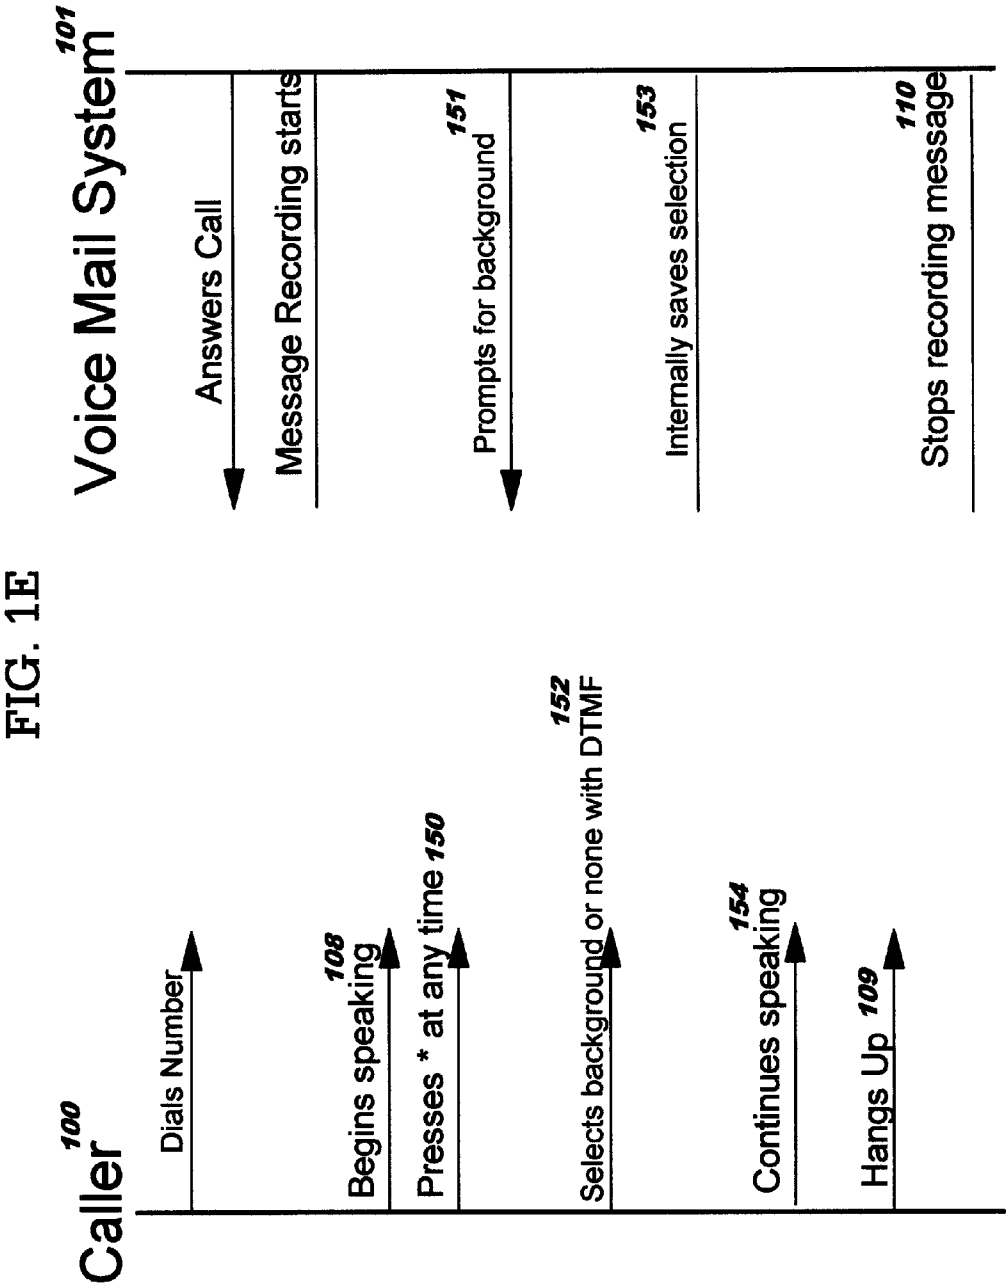 FIG. 1E
Caller 100
Voice Mail System 101
Dials Number
Answers Call
Message Recording starts
108
Begins speaking
Presses * at any time 150
151
Prompts for background
152
Selects background or none with DTMF
153
Internally saves selection
154
Continues speaking
Hangs Up 109
110
Stops recording message